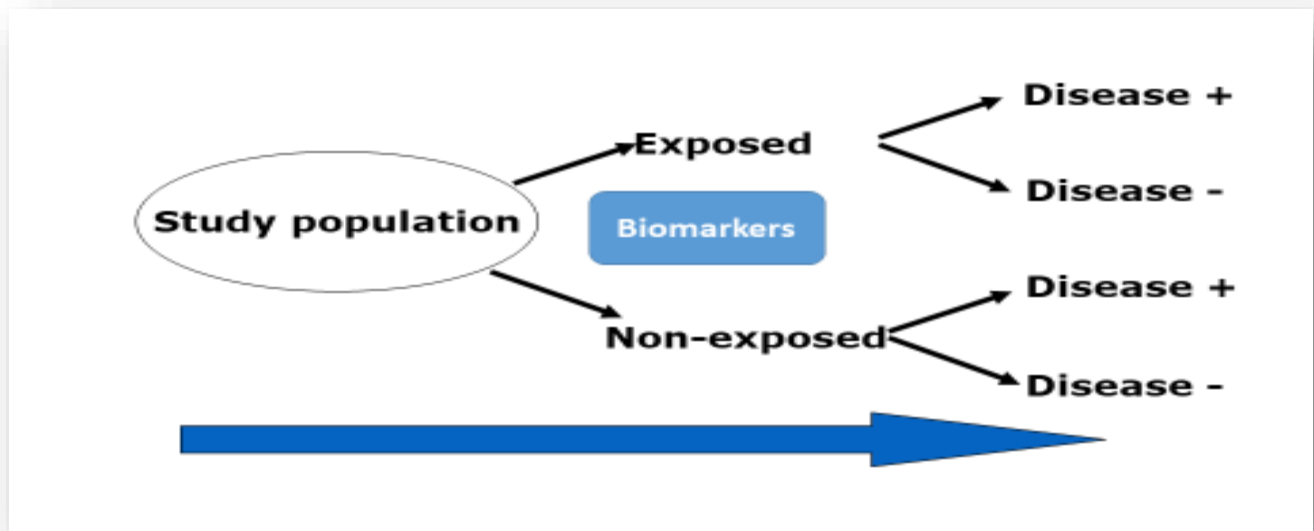 Disease +
Exposed
Disease -
Study population
Biomarkers
Disease +
Non-exposed
Disease -